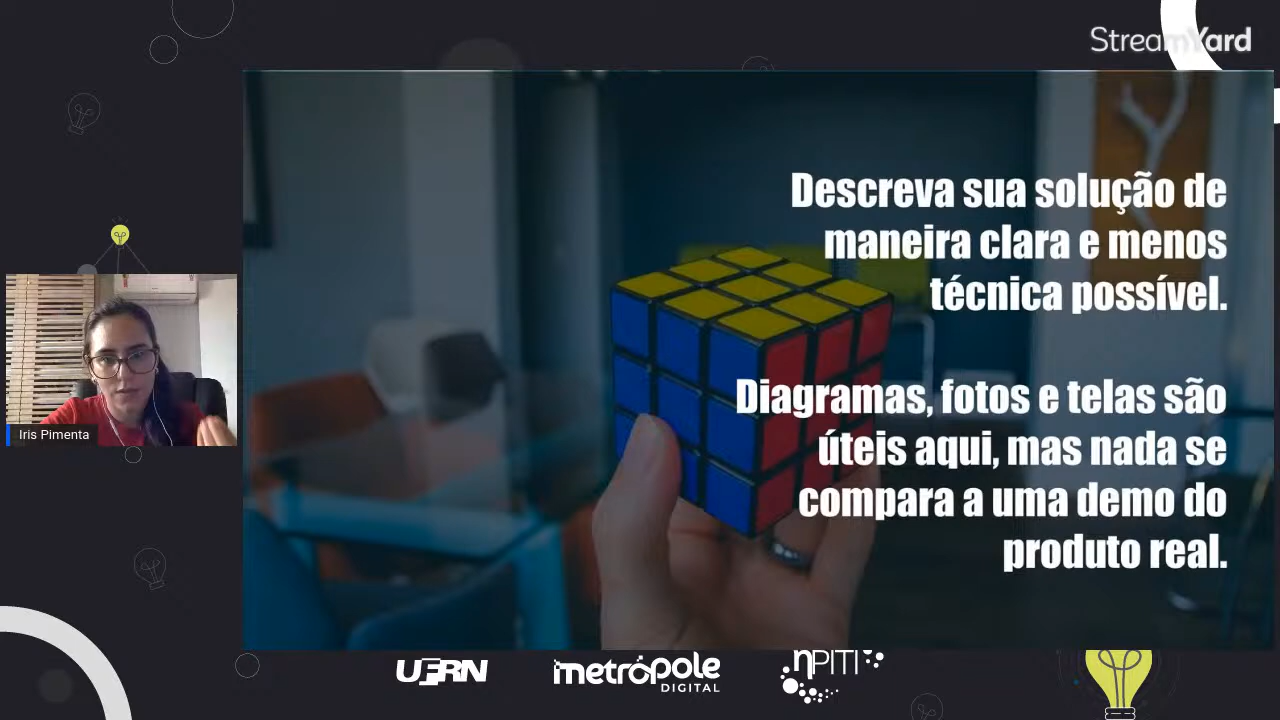 StreamYard
Descreva sua solução de
maneira clara e menos
técnica possível.
Diagramas, fotos e telas são
úteis aqui, mas nada se
compara a uma demo do
produto real.
Iris Pimenta
UFRN
metrópole
DIGITAL
nPITI